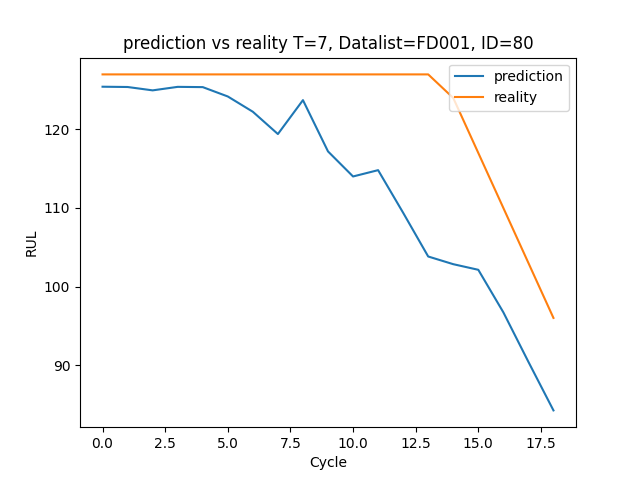 prediction vs reality T=7, Datalist=FD001, ID=80
prediction
reality
120
110
100
90
RUL
0.0 2.5 5.0 7.5 10.0 12.5 15.0 17.5
Cycle